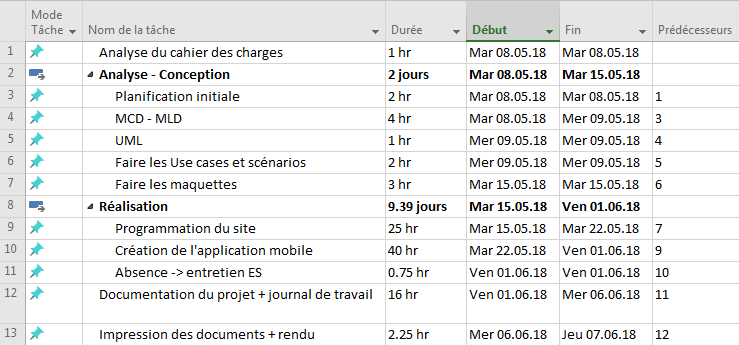 Mode Tâche Nom de la tâche Durée Début Fin Prédécesseurs
1 Analyse du cahier des charges 1 hr Mar 08.05.18 Mar 08.05.18
2 Analyse - Conception 2 jours Mar 08.05.18 Mar 15.05.18
3 Planification initiale 2 hr Mar 08.05.18 Mar 08.05.18 1
4 MCD - MLD 4 hr Mar 08.05.18 Mer 09.05.18 3
5 UML 1 hr Mer 09.05.18 Mer 09.05.18 4
6 Faire les Use cases et scénarios 2 hr Mer 09.05.18 Mer 09.05.18 5
7 Faire les maquettes 3 hr Mar 15.05.18 Mar 15.05.18 6
8 Réalisation 9.39 jours Mar 15.05.18 Ven 01.06.18
9 Programmation du site 25 hr Mar 15.05.18 Mar 22.05.18 7
10 Création de l'application mobile 40 hr Mar 22.05.18 Ven 01.06.18 9
11 Absence -> entretien ES 0.75 hr Ven 01.06.18 Ven 01.06.18 10
12 Documentation du projet + journal de travail 16 hr Ven 01.06.18 Mer 06.06.18 11
13 Impression des documents + rendu 2.25 hr Mer 06.06.18 Jeu 07.06.18 12